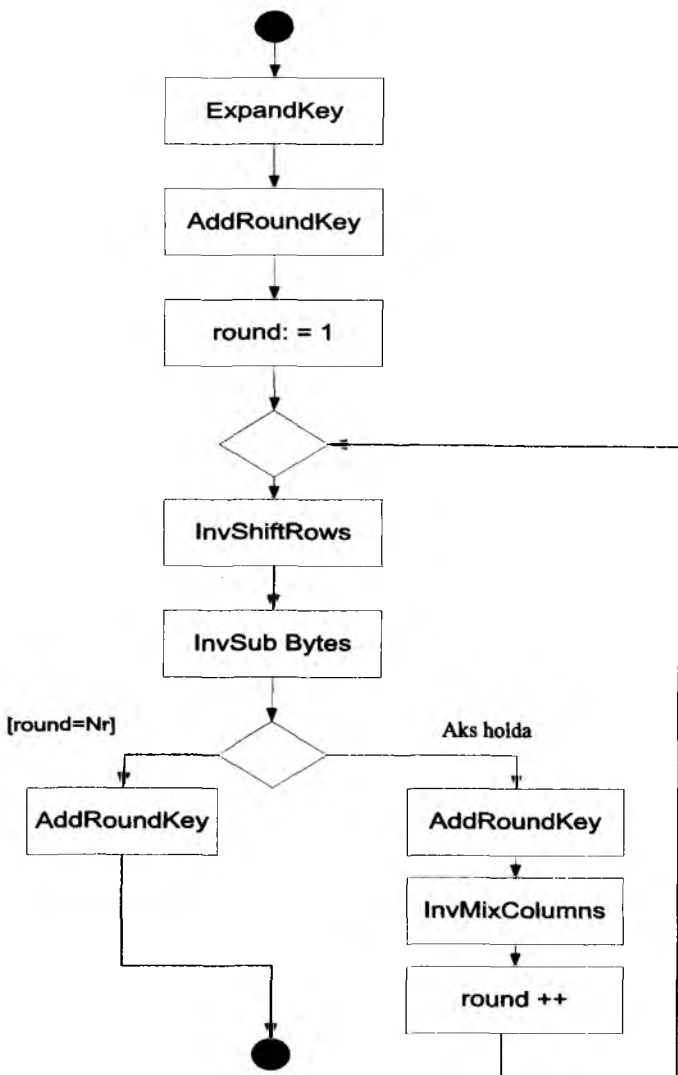 ExpandKey
AddRoundKey
round: = 1
InvShiftRows
InvSub Bytes
[round=Nr]
Aks holda
AddRoundKey
AddRoundKey
InvMixColumns
round ++